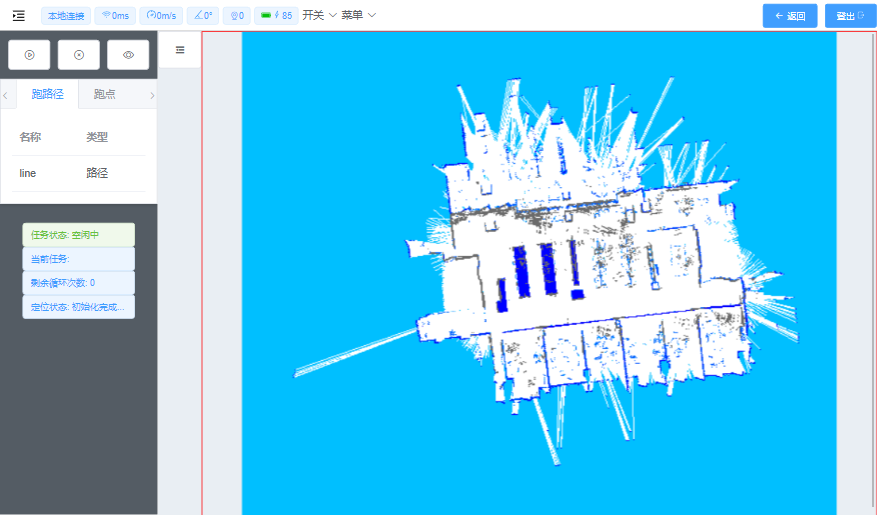 本地连接 0ms 0m/s 0° 0 85 开关 菜单 返回 登出
跑路径 跑点
名称 类型
line 路径
任务状态: 空闲中
当前任务:
剩余循环次数: 0
定位状态: 初始化完成...